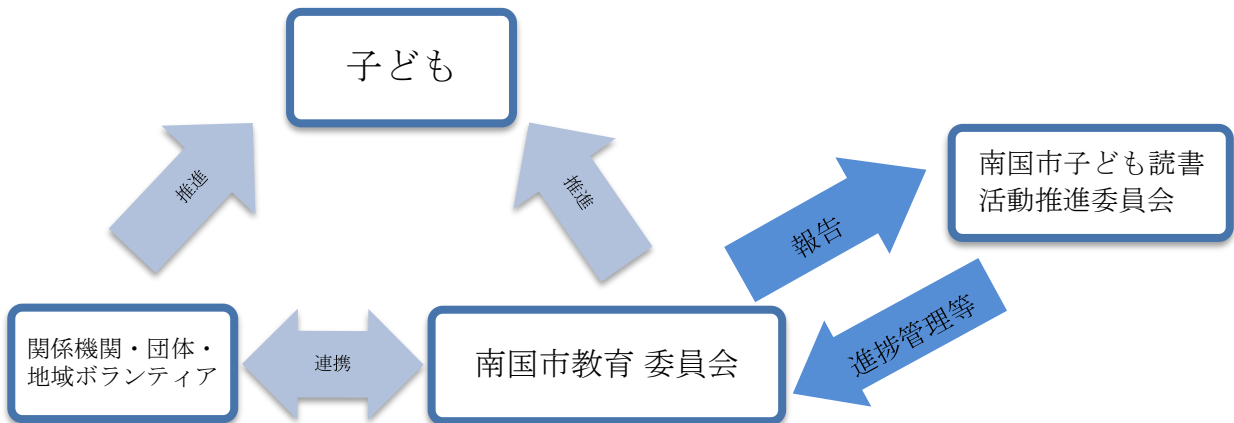 子ども
推進
推進
南国市子ども読書
活動推進委員会
報告
進捗管理等
関係機関・団体・
地域ボランティア
連携
南国市教育 委員会